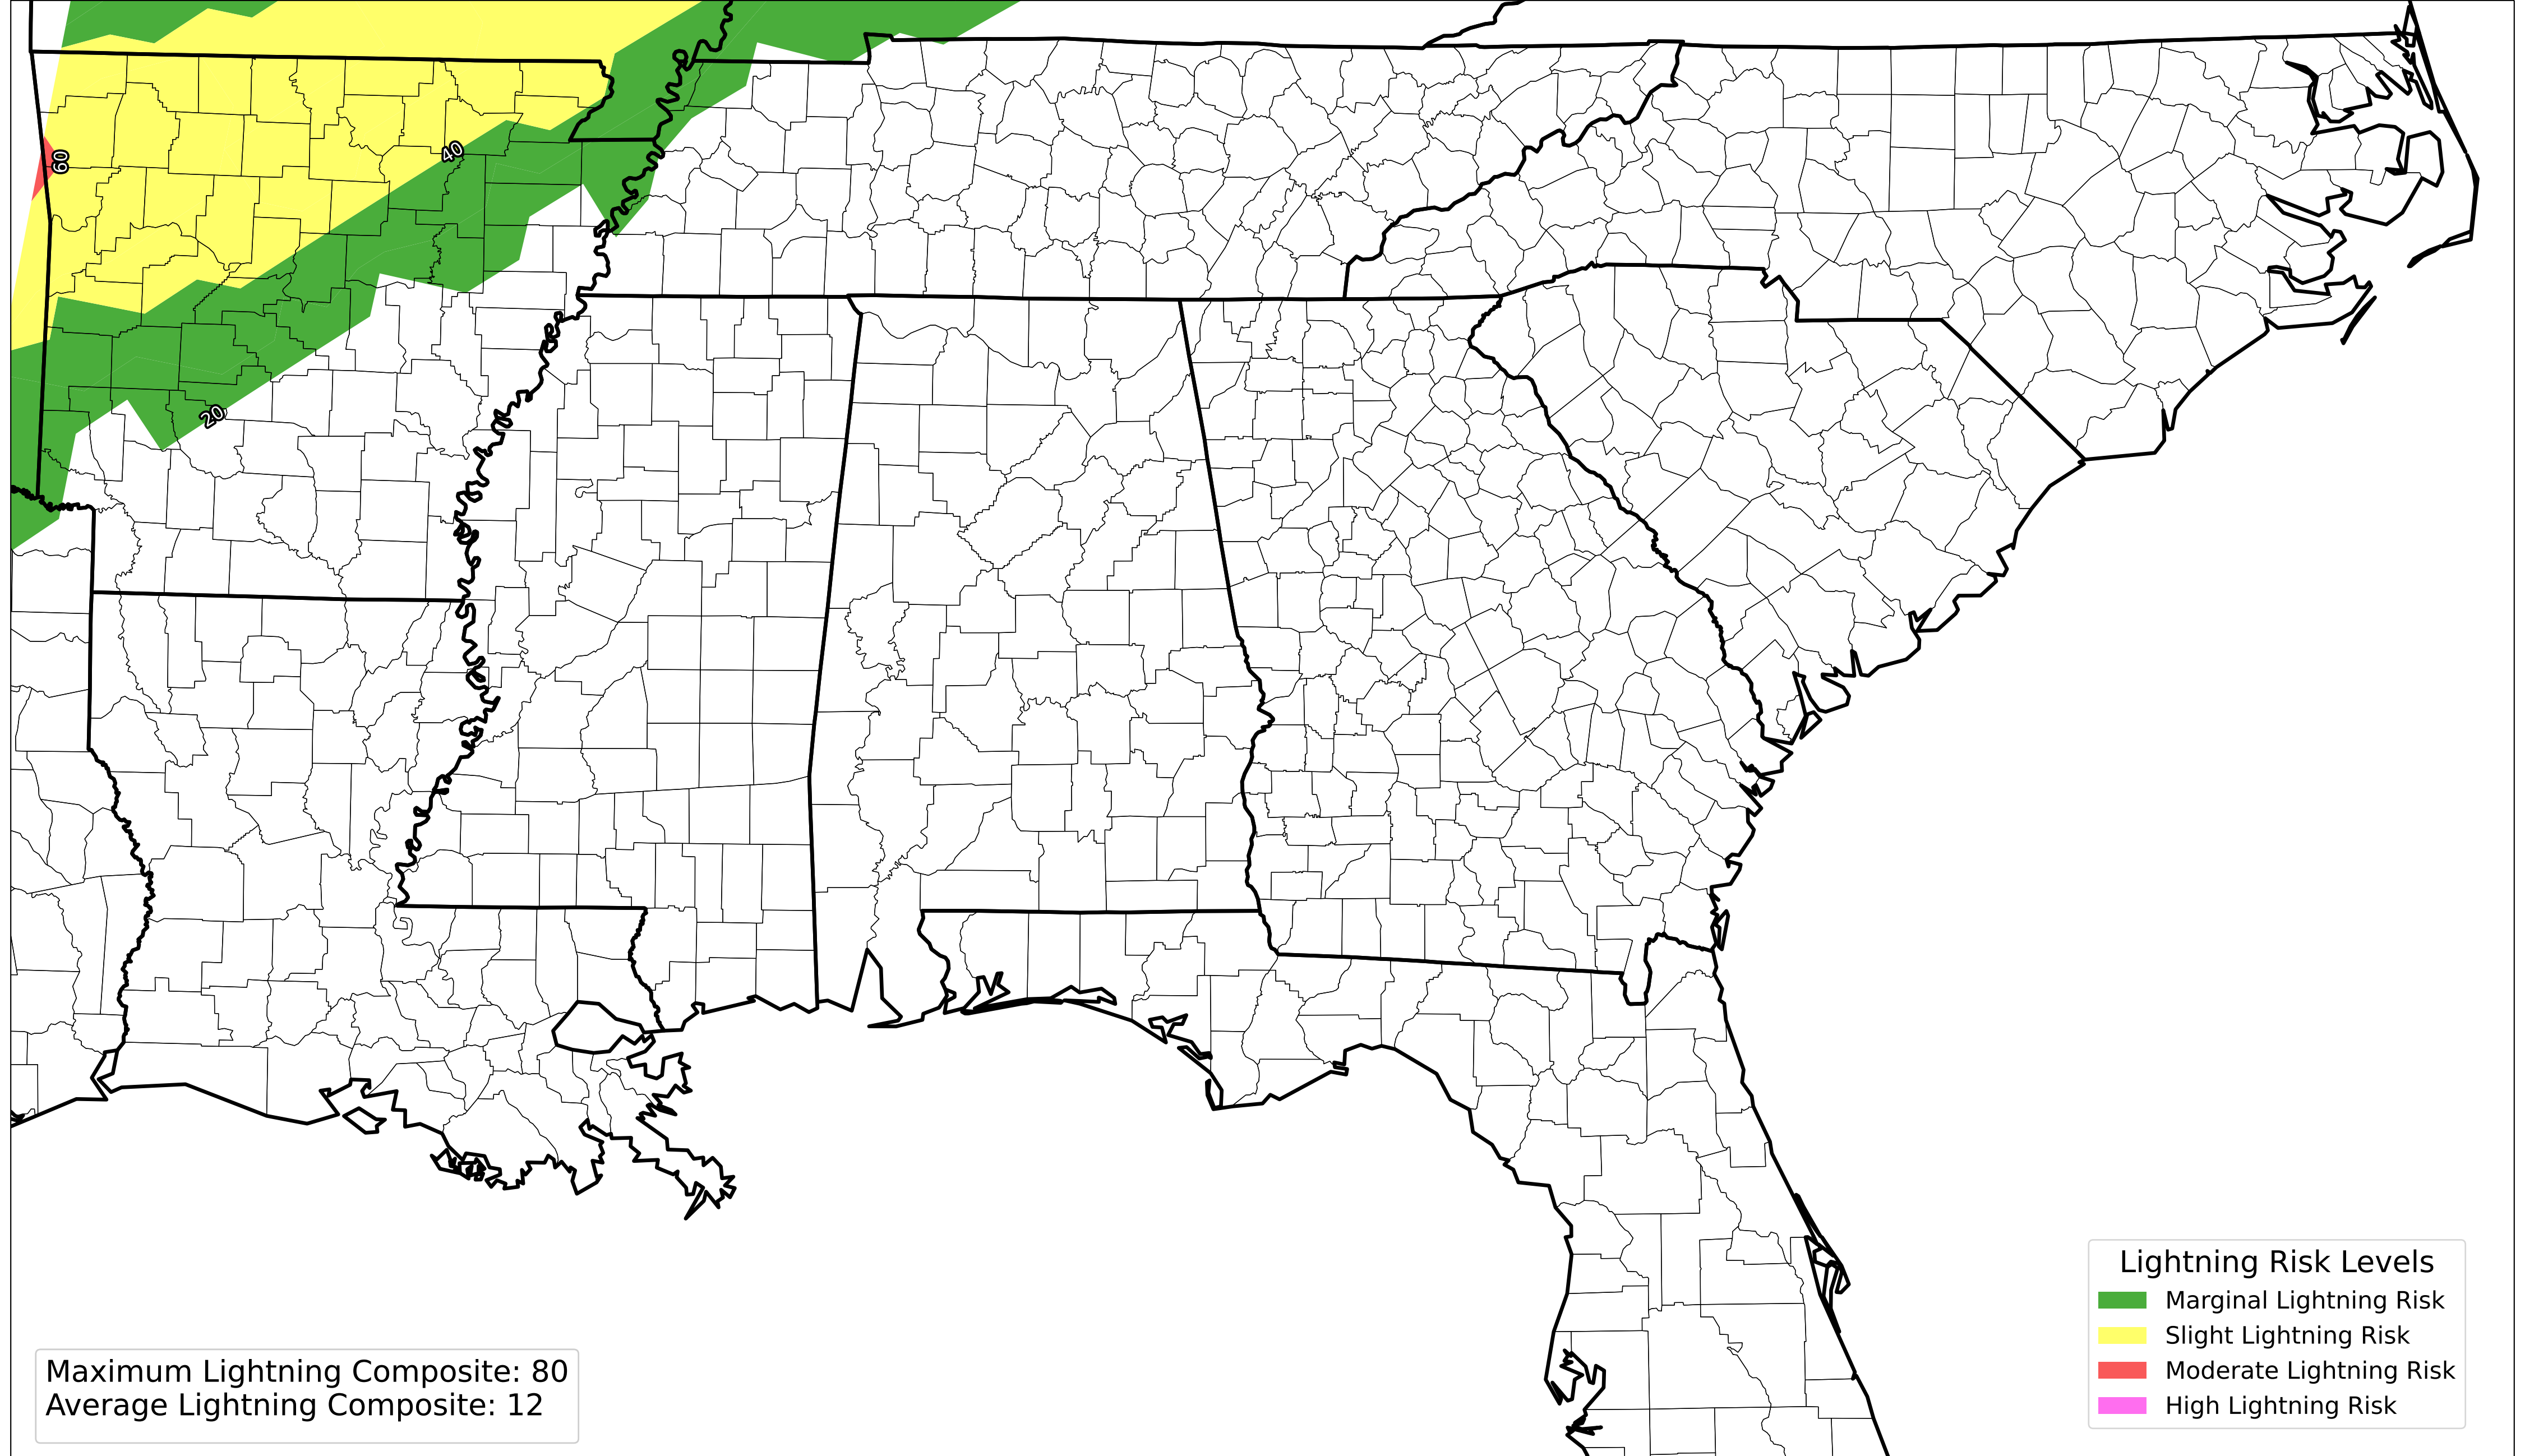 40
60
20
Lightning Risk Levels
Marginal Lightning Risk
Slight Lightning Risk
Moderate Lightning Risk
High Lightning Risk
Maximum Lightning Composite: 80
Average Lightning Composite: 12